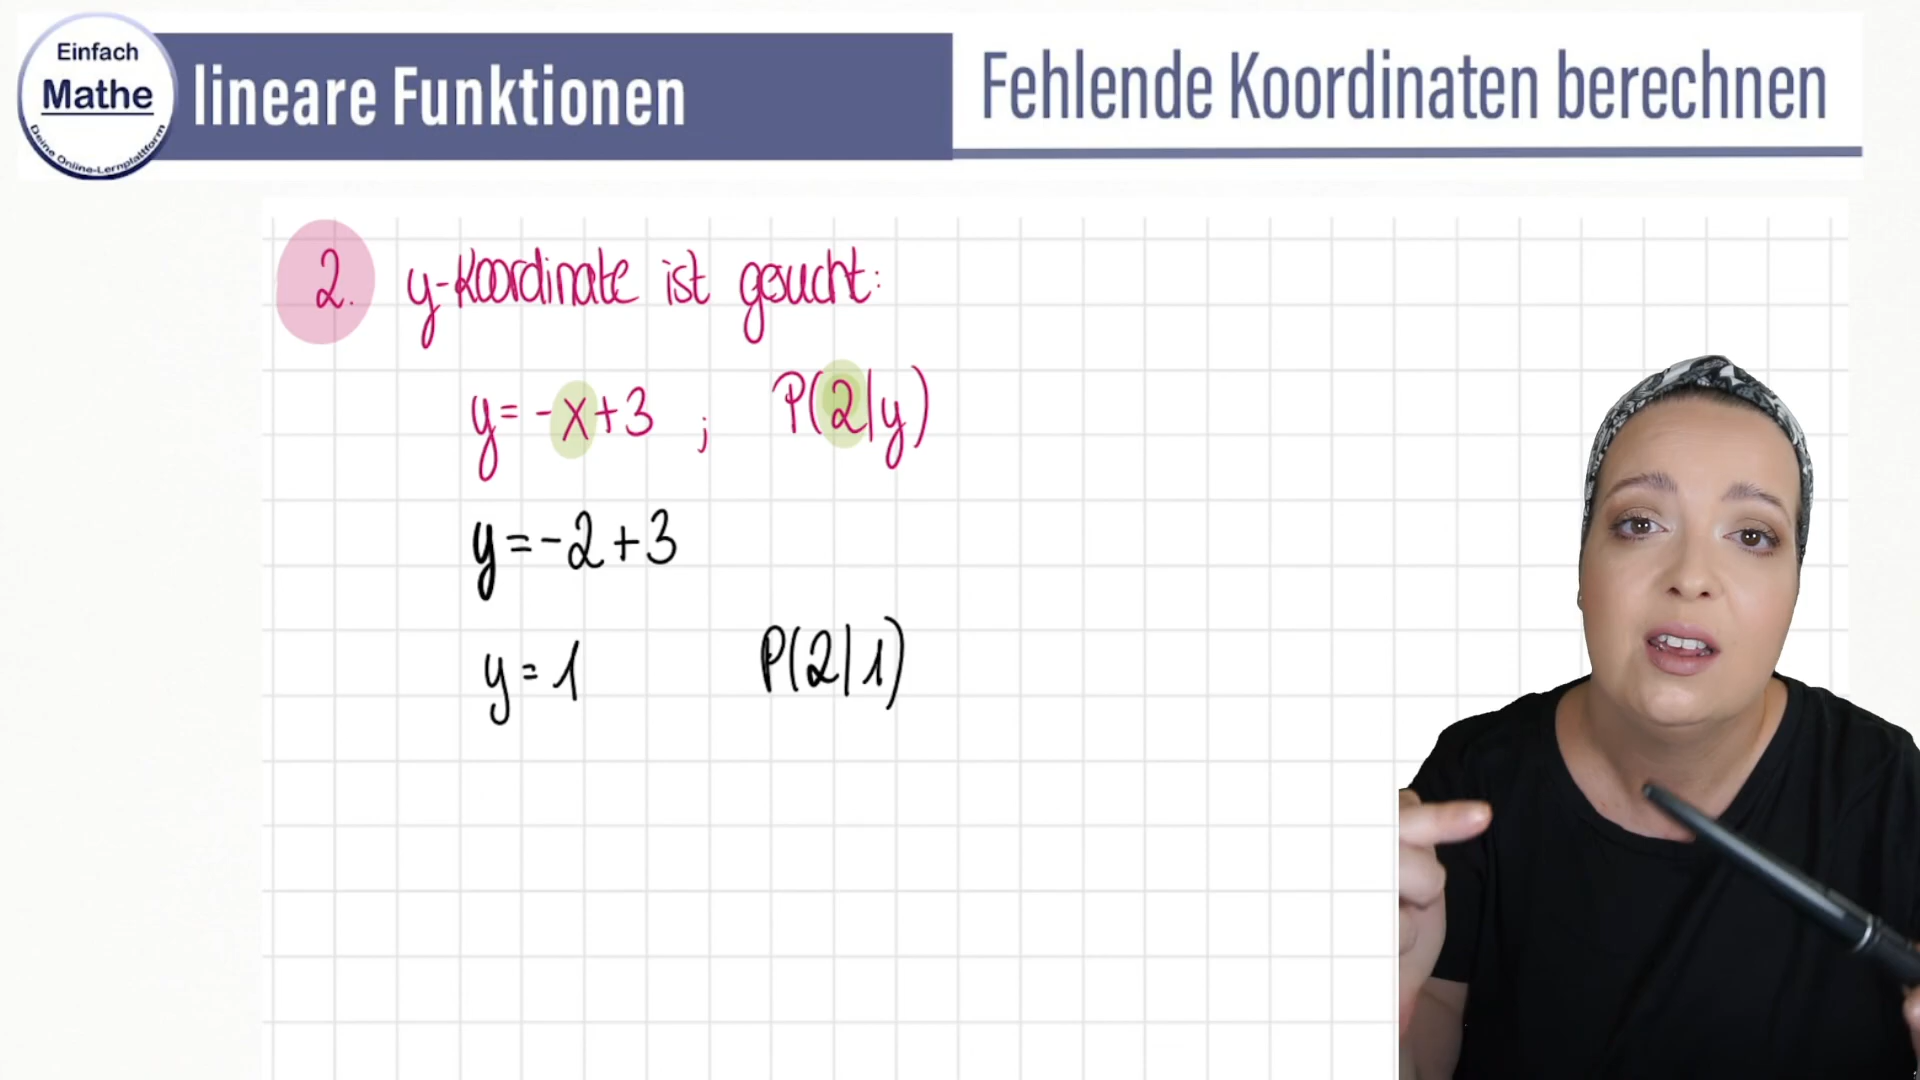 Einfach
Mathe
Deine Online-Lernplattform
lineare Funktionen
Fehlende Koordinaten berechnen
2. y-Koordinate ist gesucht:
y = -x+3 ; P(2|y)
y = -2+3
y = 1 P(2|1)